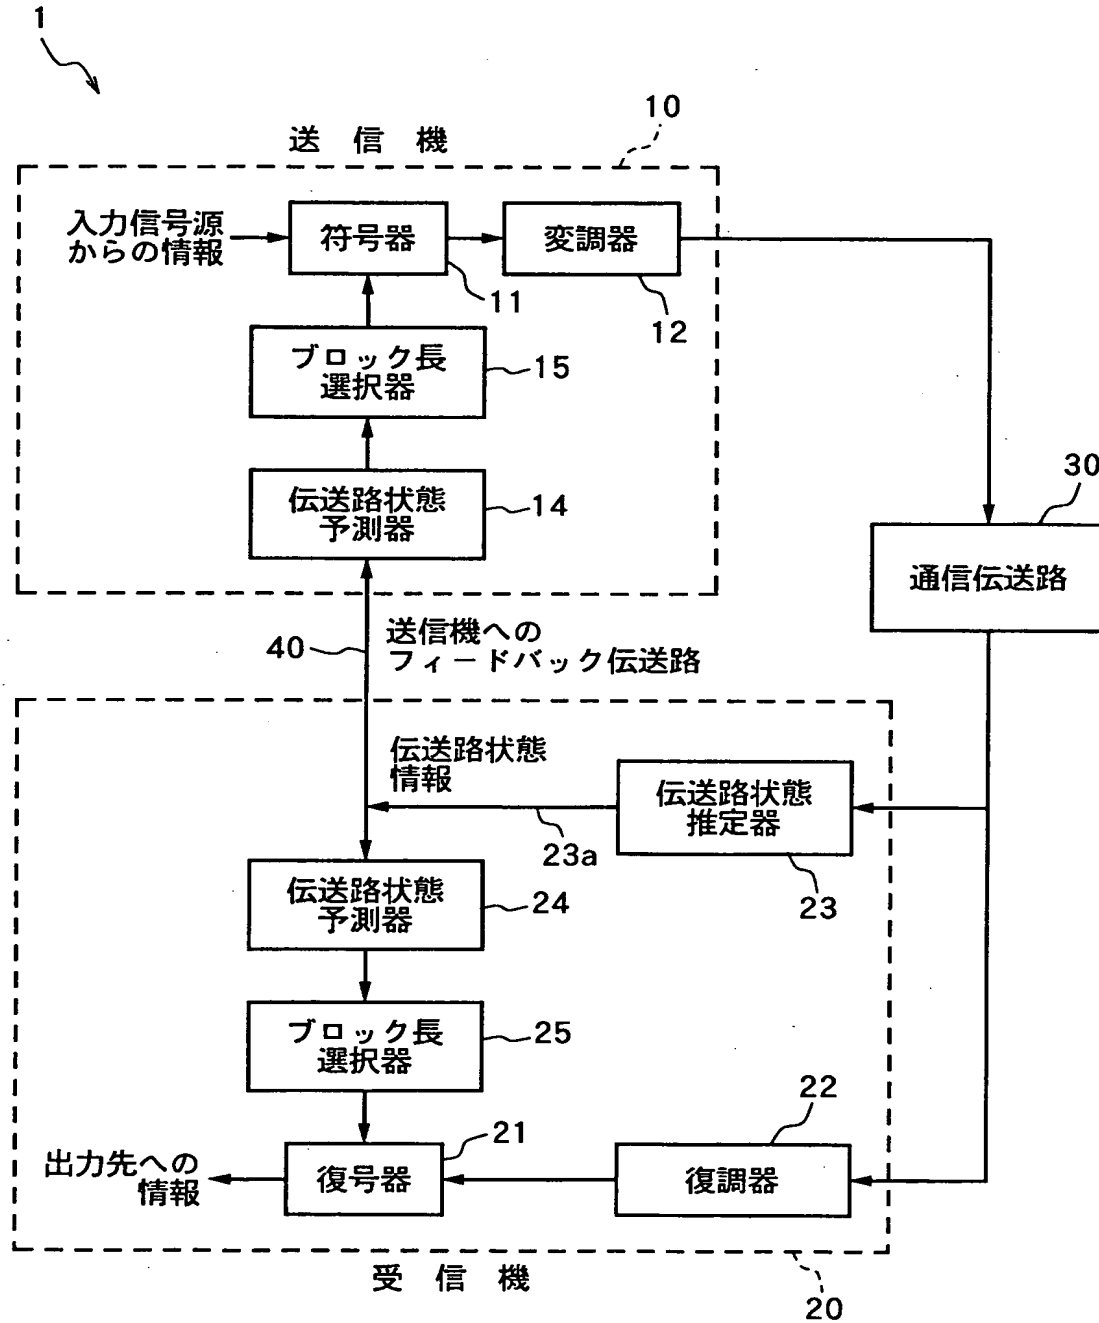 1
10
送信機
入力信号源
からの情報
符号器
変調器
11
12
ブロック長
選択器
15
伝送路状態
予測器
14
30
通信伝送路
40
送信機への
フィードバック伝送路
伝送路状態
情報
伝送路状態
推定器
23a
23
伝送路状態
予測器
24
ブロック長
選択器
25
22
21
出力先への
情報
復号器
復調器
受信機
20